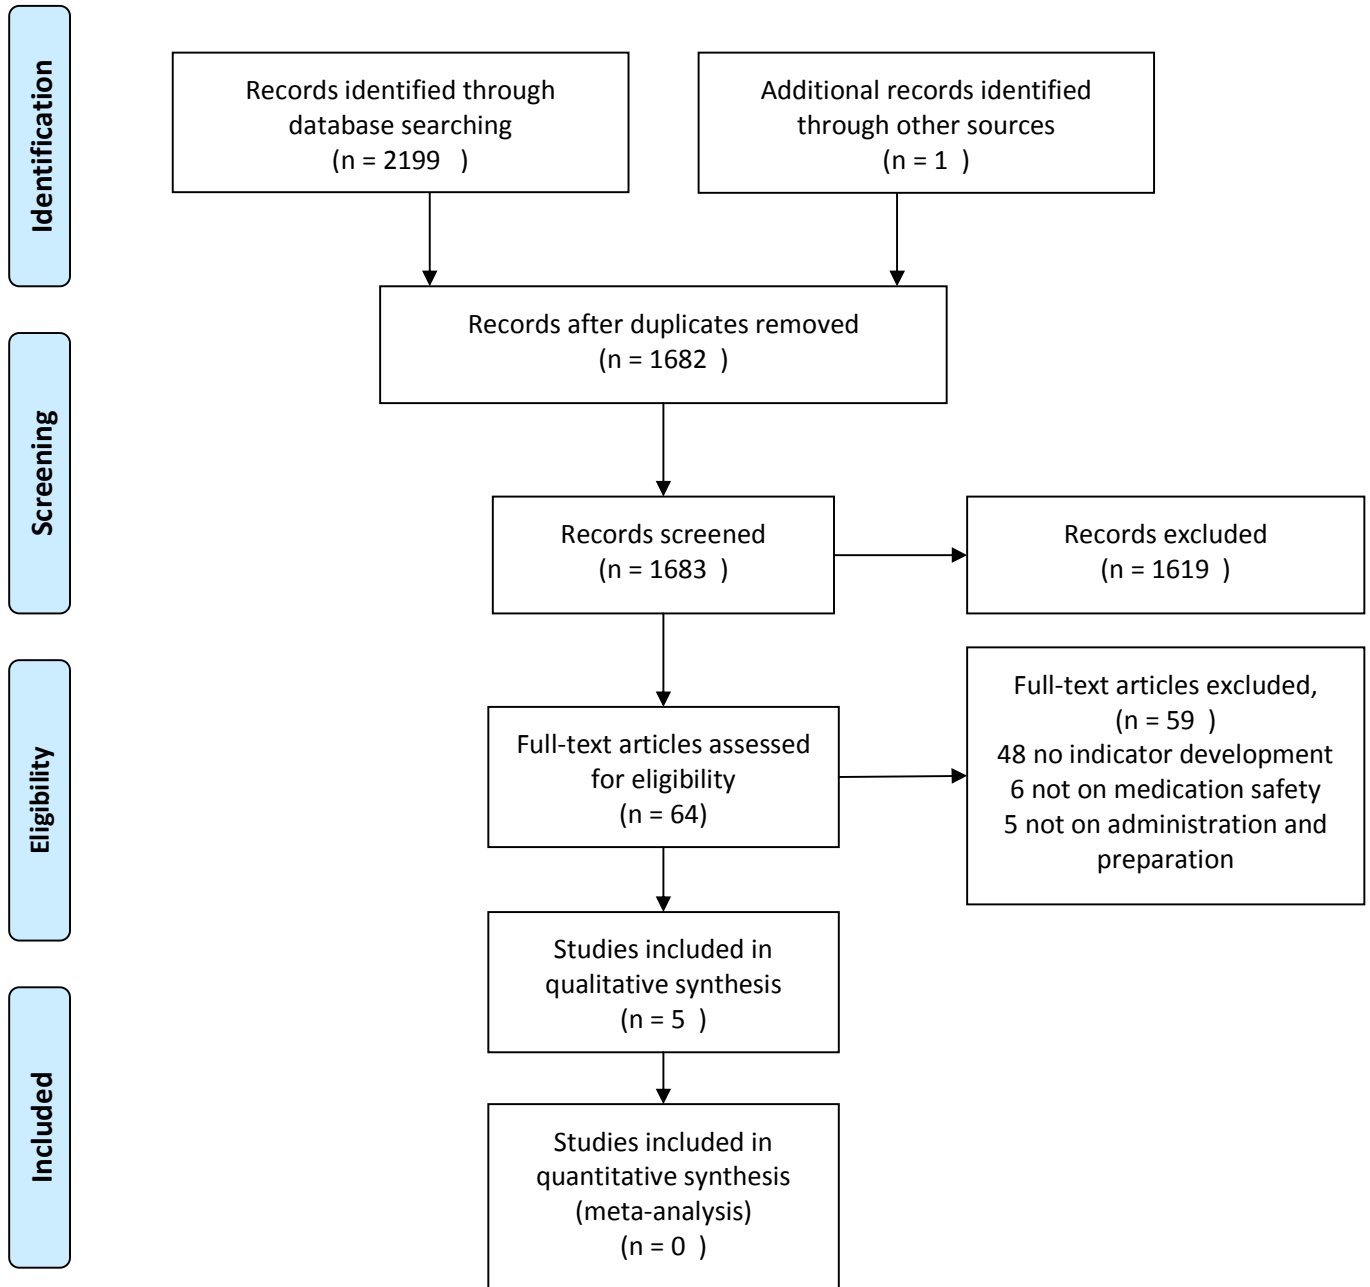 Identification
Records identified through
database searching
(n = 2199   )
Additional records identified
through other sources
(n = 1  )
Records after duplicates removed
(n = 1682  )
Screening
Records screened
(n = 1683  )
Records excluded
(n = 1619  )
Eligibility
Full-text articles assessed
for eligibility
(n = 64)
Full-text articles excluded,
(n = 59  )
48 no indicator development
6 not on medication safety
5 not on administration and
preparation
Studies included in
qualitative synthesis
(n = 5  )
Included
Studies included in
quantitative synthesis
(meta-analysis)
(n = 0  )